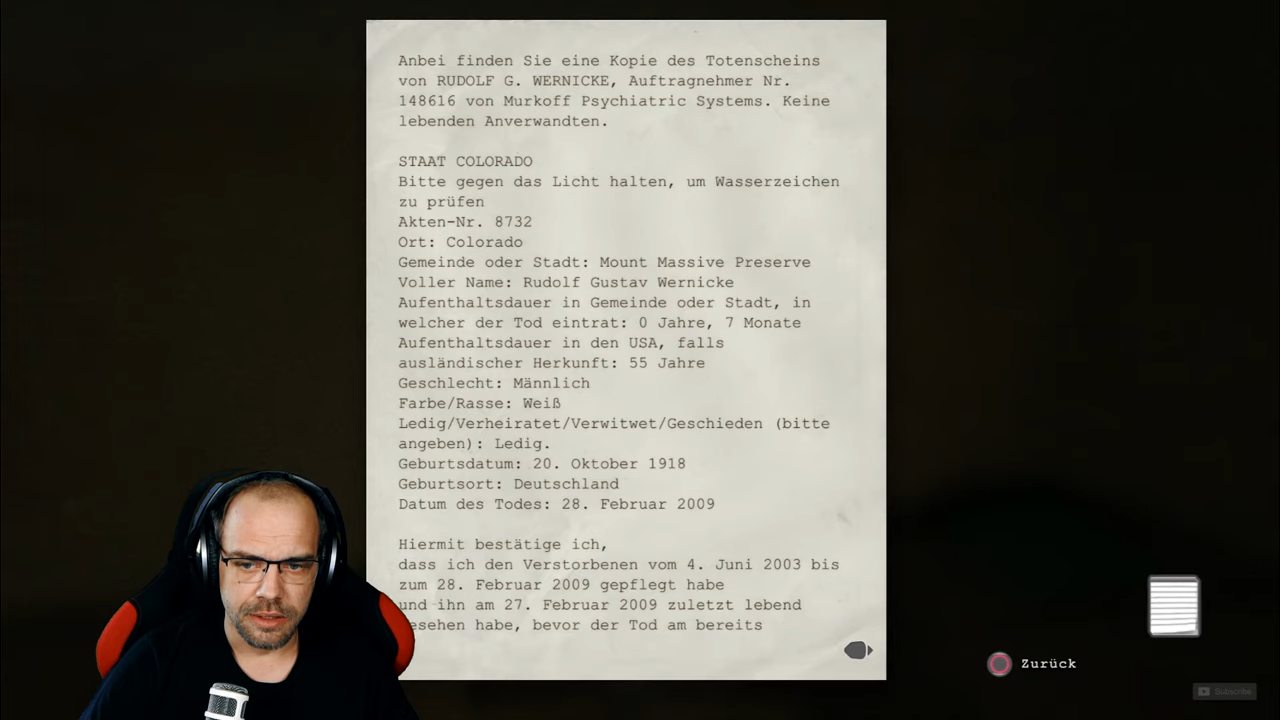 Anbei finden Sie eine Kopie des Totenscheins
von RUDOLF G. WERNICKE, Auftragnehmer Nr.
148616 von Murkoff Psychiatric Systems. Keine
lebenden Anverwandten.
STAAT COLORADO
Bitte gegen das Licht halten, um Wasserzeichen
zu prüfen
Akten-Nr. 8732
Ort: Colorado
Gemeinde oder Stadt: Mount Massive Preserve
Voller Name: Rudolf Gustav Wernicke
Aufenthaltsdauer in Gemeinde oder Stadt, in
welcher der Tod eintrat: 0 Jahre, 7 Monate
Aufenthaltsdauer in den USA, falls
ausländischer Herkunft: 55 Jahre
Geschlecht: Männlich
Farbe/Rasse: Weiß
Ledig/Verheiratet/Verwitwet/Geschieden (bitte
angeben): Ledig.
Geburtsdatum: 20. Oktober 1918
Geburtsort: Deutschland
Datum des Todes: 28. Februar 2009
Hiermit bestätige ich,
dass ich den Verstorbenen vom 4. Juni 2003 bis
zum 28. Februar 2009 gepflegt habe
und ihn am 27. Februar 2009 zuletzt lebend
esehen habe, bevor der Tod am bereits
Zurück
Subscribe